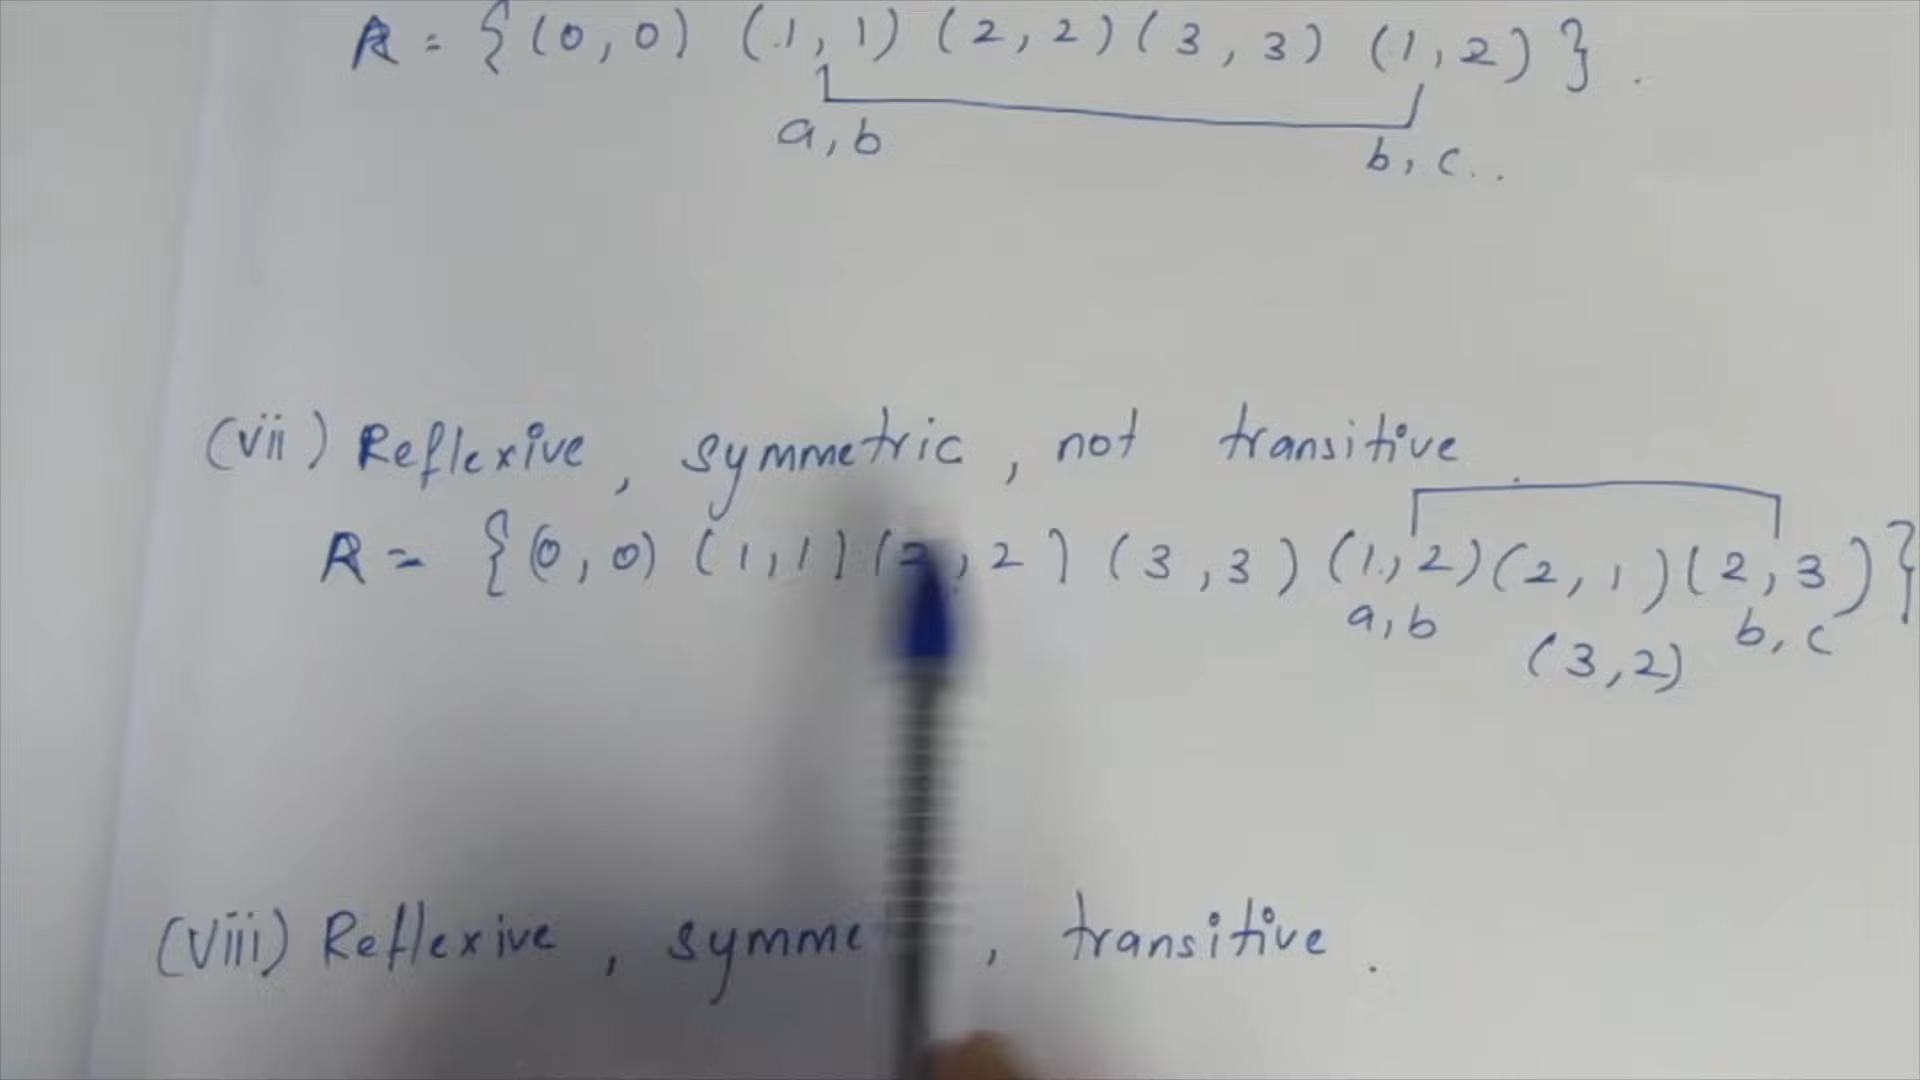 R = {(0,0) (1,1) (2,2) (3,3) (1,2)}.
a,b b,c..
(vii) Reflexive, symmetric, not transitive.
R = {(0,0) (1,1) (2,2) (3,3) (1,2) (2,1) (2,3)}
a,b (3,2) b,c
(viii) Reflexive, symme , transitive.